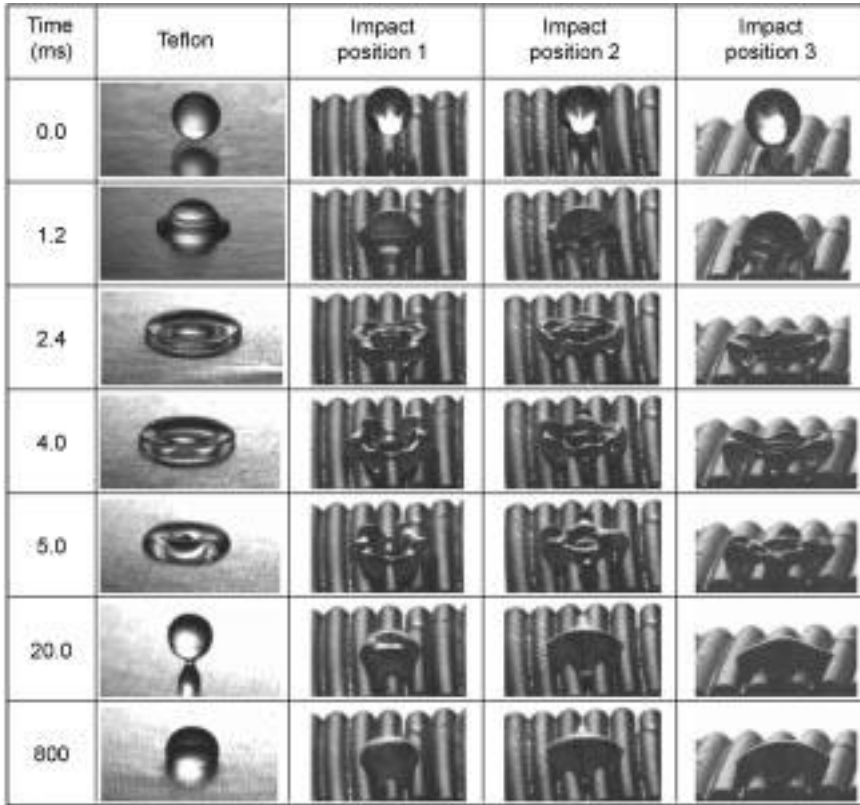 Time
(ms)
Teflon
Impact
position 1
Impact
position 2
Impact
position 3
0.0
1.2
2.4
4.0
5.0
20.0
800